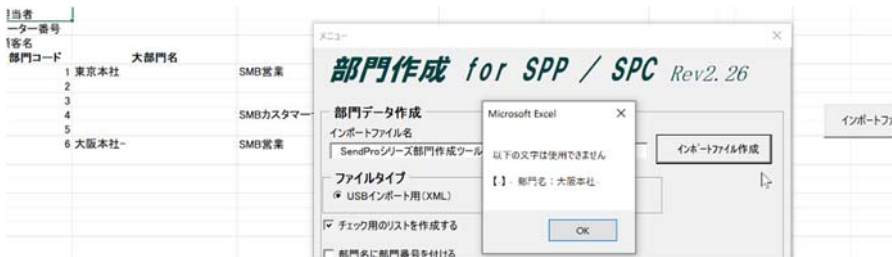 担当者
ーター番号
客名
部門コード 大部門名
1 東京本社 SMB営業
2
3
4 SMBカスタマー
5
6 大阪本社- SMB営業
メニュー
部門作成 for SPP / SPC Rev2.26
部門データ作成
インポートファイル名
SendProシリーズ部門作成ツール
インポートファイル作成
ファイルタイプ
USBインポート用(XML)
チェック用のリストを作成する
部門名に部門番号を付ける
Microsoft Excel
以下の文字は使用できません
【-】- 部門名:大阪本社-
OK
インポートファ